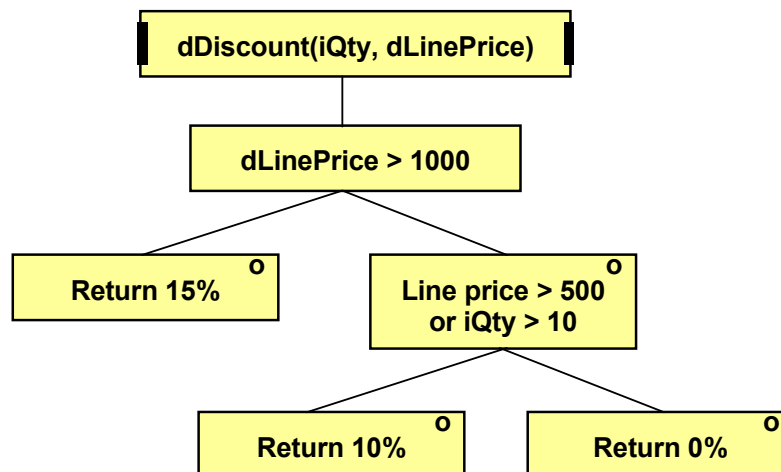 dDiscount(iQty, dLinePrice)
dLinePrice > 1000
o
Return 15%
o
Line price > 500
or iQty > 10
o
Return 10%
o
Return 0%